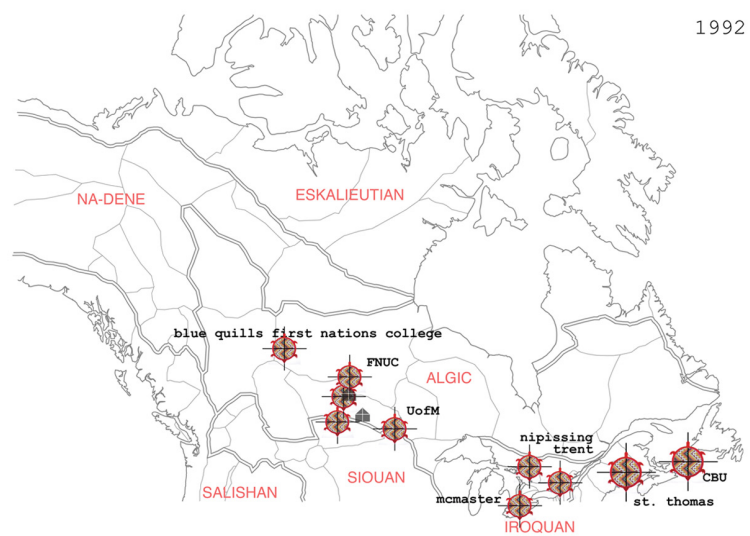 1992
NA-DENE
ESKALIEUTIAN
blue quills first nations college
FNUC
ALGIC
UofM
nipissing
trent
SIOUAN
CBU
SALISHAN
mcmaster
st. thomas
IROQUAN